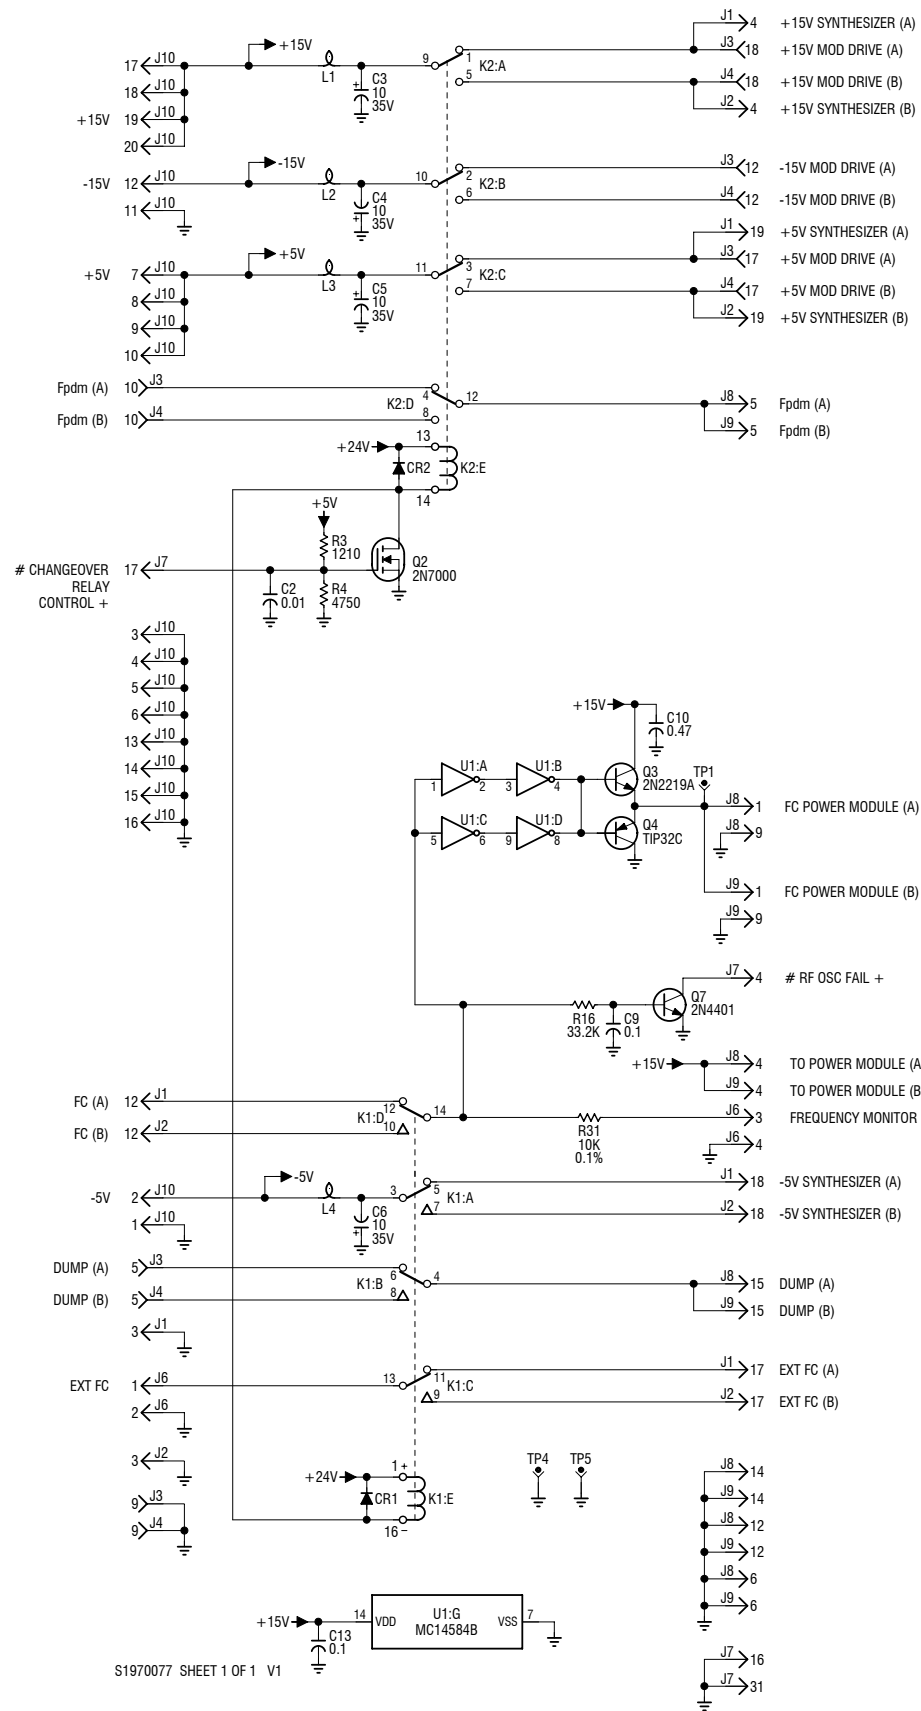 J1 4 +15V SYNTHESIZER (A)
+15V J3 18 +15V MOD DRIVE (A)
17 J10 L1 C3 10 35V 9 1 K2:A
18 J10 5 J4 18 +15V MOD DRIVE (B)
+15V 19 J10 J2 4 +15V SYNTHESIZER (B)
20 J10
-15V J3 12 -15V MOD DRIVE (A)
-15V 12 J10 L2 C4 10 35V 10 2 K2:B
11 J10 6 J4 12 -15V MOD DRIVE (B)
J1 19 +5V SYNTHESIZER (A)
+5V J3 17 +5V MOD DRIVE (A)
+5V 7 J10 L3 C5 10 35V 11 3 K2:C
8 J10 7 J4 17 +5V MOD DRIVE (B)
9 J10 J2 19 +5V SYNTHESIZER (B)
10 J10
Fpdm (A) 10 J3 4
K2:D 12 J8 5 Fpdm (A)
Fpdm (B) 10 J4 8 J9 5 Fpdm (B)
+24V 13
CR2 K2:E
14
+5V
R3 1210
# CHANGEOVER RELAY CONTROL + 17 J7 Q2 2N7000
C2 0.01 R4 4750
3 J10
4 J10
5 J10
6 J10
13 J10
14 J10
15 J10
16 J10
+15V C10 0.47
1 U1:A 2 3 U1:B 4 Q3 2N2219A TP1
J8 1 FC POWER MODULE (A)
5 U1:C 6 9 U1:D 8 Q4 TIP32C J8 9
J9 1 FC POWER MODULE (B)
J9 9
J7 4 # RF OSC FAIL +
R16 33.2K C9 0.1 Q7 2N4401
+15V J8 4 TO POWER MODULE (A
J9 4 TO POWER MODULE (B
FC (A) 12 J1 12
K1:D 14 R31 10K 0.1% J6 3 FREQUENCY MONITOR
FC (B) 12 J2 10 J6 4
-5V J1 18 -5V SYNTHESIZER (A)
-5V 2 J10 L4 C6 10 35V 3 5 K1:A
7 J2 18 -5V SYNTHESIZER (B)
1 J10
DUMP (A) 5 J3 6
K1:B 4 J8 15 DUMP (A)
DUMP (B) 5 J4 8 J9 15 DUMP (B)
3 J1
J1 17 EXT FC (A)
EXT FC 1 J6 13 11 K1:C
2 J6 9 J2 17 EXT FC (B)
3 J2
+24V 1 + TP4 TP5 J8 14
9 J3 CR1 K1:E J9 14
9 J4 16 − J8 12
J9 12
J8 6
J9 6
+15V 14 VDD U1:G MC14584B VSS 7
C13 0.1
J7 16
S1970077 SHEET 1 OF 1 V1
J7 31